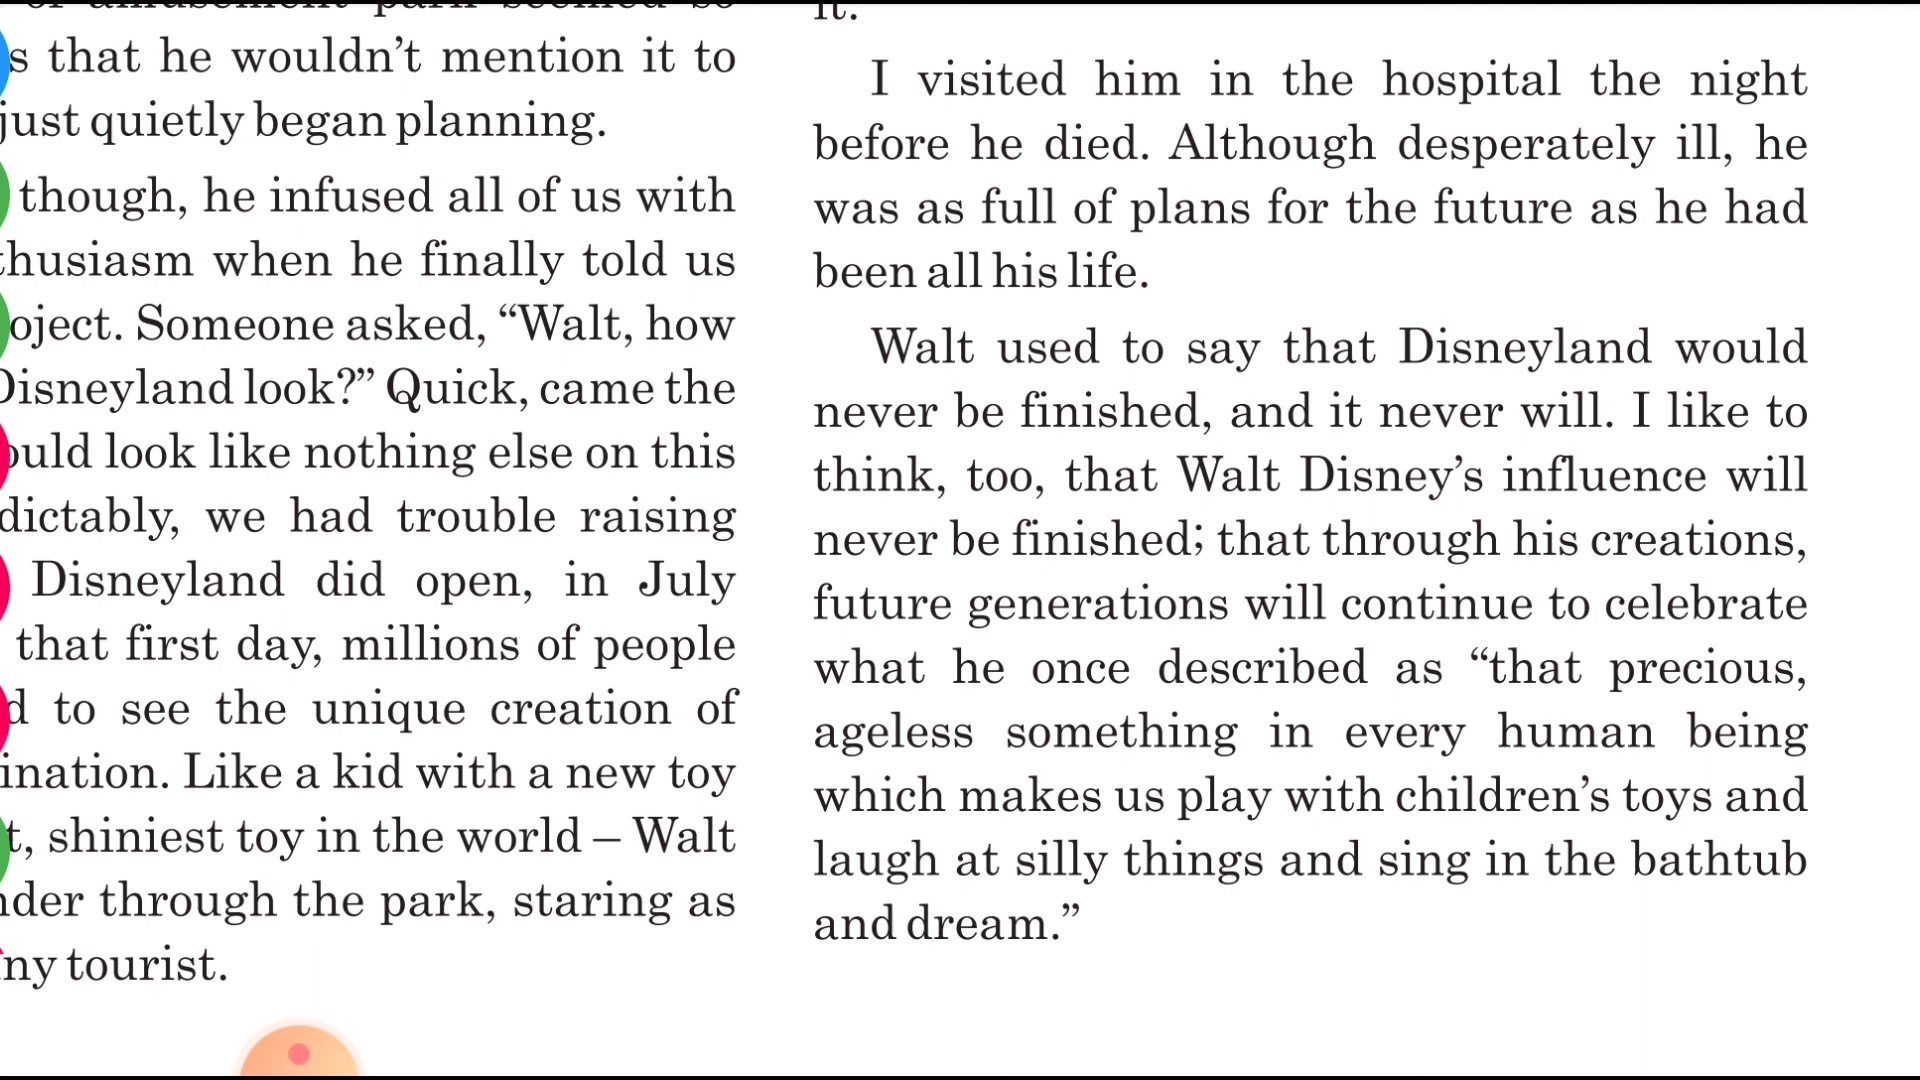 of amusement park seemed so
s that he wouldn’t mention it to
just quietly began planning.
though, he infused all of us with
thusiasm when he finally told us
oject. Someone asked, “Walt, how
Disneyland look?” Quick, came the
ould look like nothing else on this
dictably, we had trouble raising
Disneyland did open, in July
that first day, millions of people
d to see the unique creation of
ination. Like a kid with a new toy
t, shiniest toy in the world – Walt
nder through the park, staring as
ny tourist.
it.
I visited him in the hospital the night
before he died. Although desperately ill, he
was as full of plans for the future as he had
been all his life.
Walt used to say that Disneyland would
never be finished, and it never will. I like to
think, too, that Walt Disney’s influence will
never be finished; that through his creations,
future generations will continue to celebrate
what he once described as “that precious,
ageless something in every human being
which makes us play with children’s toys and
laugh at silly things and sing in the bathtub
and dream.”